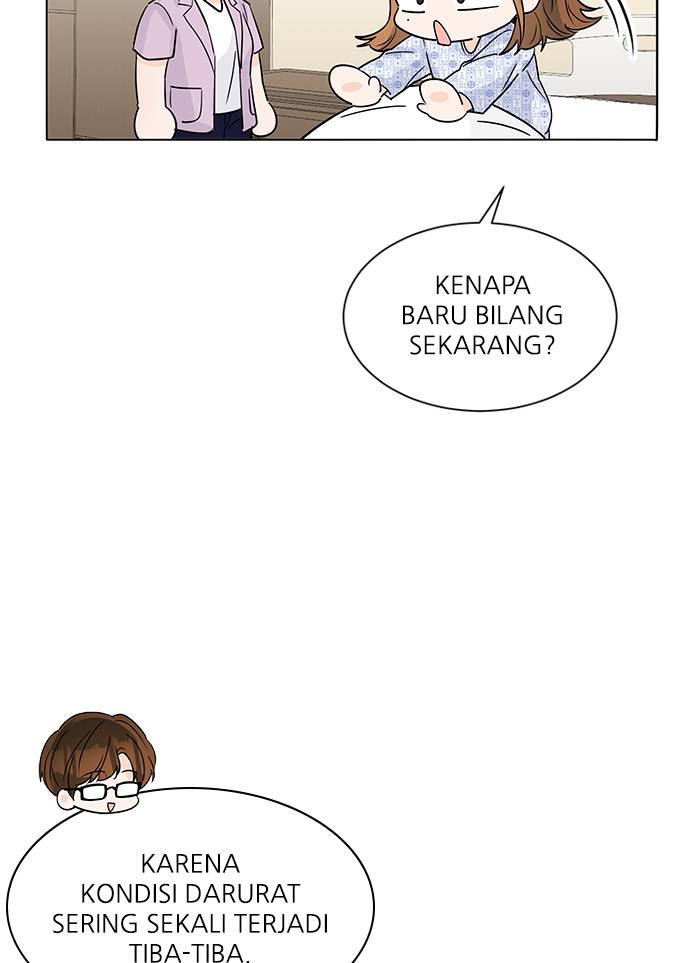 KENAPA
BARU BILANG
SEKARANG?
KARENA
KONDISI DARURAT
SERING SEKALI TERJADI
TIBA-TIBA,